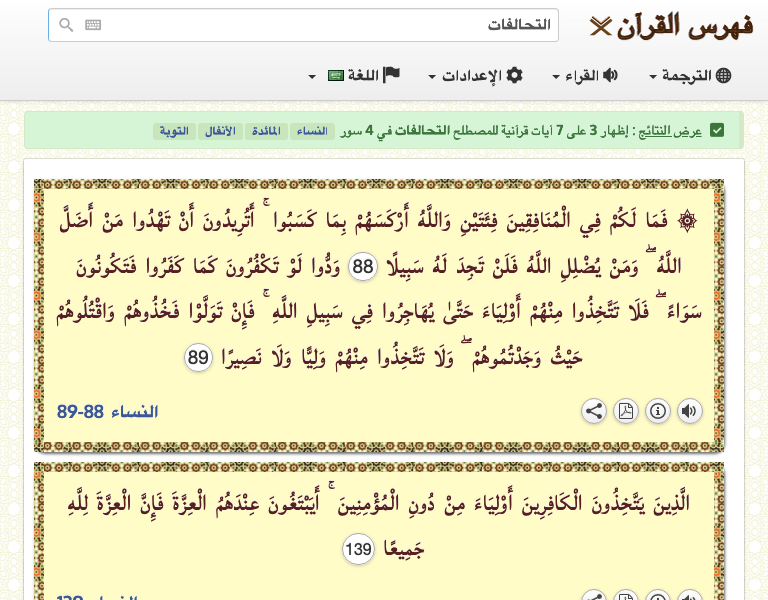 فهرس القرآن
التحالفات
الترجمة القراء الإعدادات اللغة
عرض النتائج : إظهار 3 على 7 آيات قرآنية للمصطلح التحالفات في 4 سور النساء المائدة الأنفال التوبة
۞ فَمَا لَكُمْ فِي الْمُنَافِقِينَ فِئَتَيْنِ وَاللَّهُ أَرْكَسَهُمْ بِمَا كَسَبُوا ۚ أَتُرِيدُونَ أَنْ تَهْدُوا مَنْ أَضَلَّ
اللَّهُ ۖ وَمَنْ يُضْلِلِ اللَّهُ فَلَنْ تَجِدَ لَهُ سَبِيلًا 88 وَدُّوا لَوْ تَكْفُرُونَ كَمَا كَفَرُوا فَتَكُونُونَ
سَوَاءً ۖ فَلَا تَتَّخِذُوا مِنْهُمْ أَوْلِيَاءَ حَتَّىٰ يُهَاجِرُوا فِي سَبِيلِ اللَّهِ ۚ فَإِنْ تَوَلَّوْا فَخُذُوهُمْ وَاقْتُلُوهُمْ
حَيْثُ وَجَدْتُمُوهُمْ ۖ وَلَا تَتَّخِذُوا مِنْهُمْ وَلِيًّا وَلَا نَصِيرًا 89
النساء 88-89
الَّذِينَ يَتَّخِذُونَ الْكَافِرِينَ أَوْلِيَاءَ مِنْ دُونِ الْمُؤْمِنِينَ ۚ أَيَبْتَغُونَ عِنْدَهُمُ الْعِزَّةَ فَإِنَّ الْعِزَّةَ لِلَّهِ
جَمِيعًا 139
النساء 139